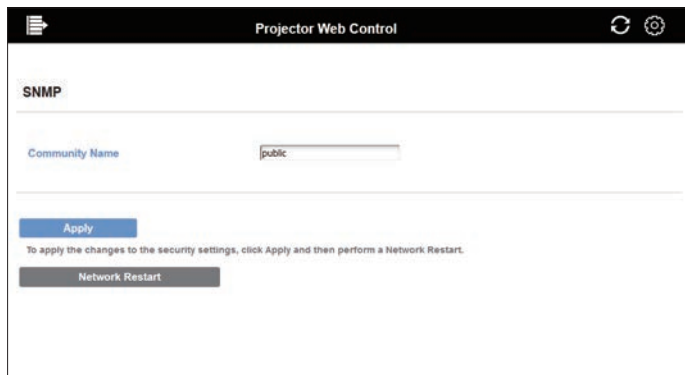 Projector Web Control
SNMP
Community Name public
Apply
To apply the changes to the security settings, click Apply and then perform a Network Restart.
Network Restart